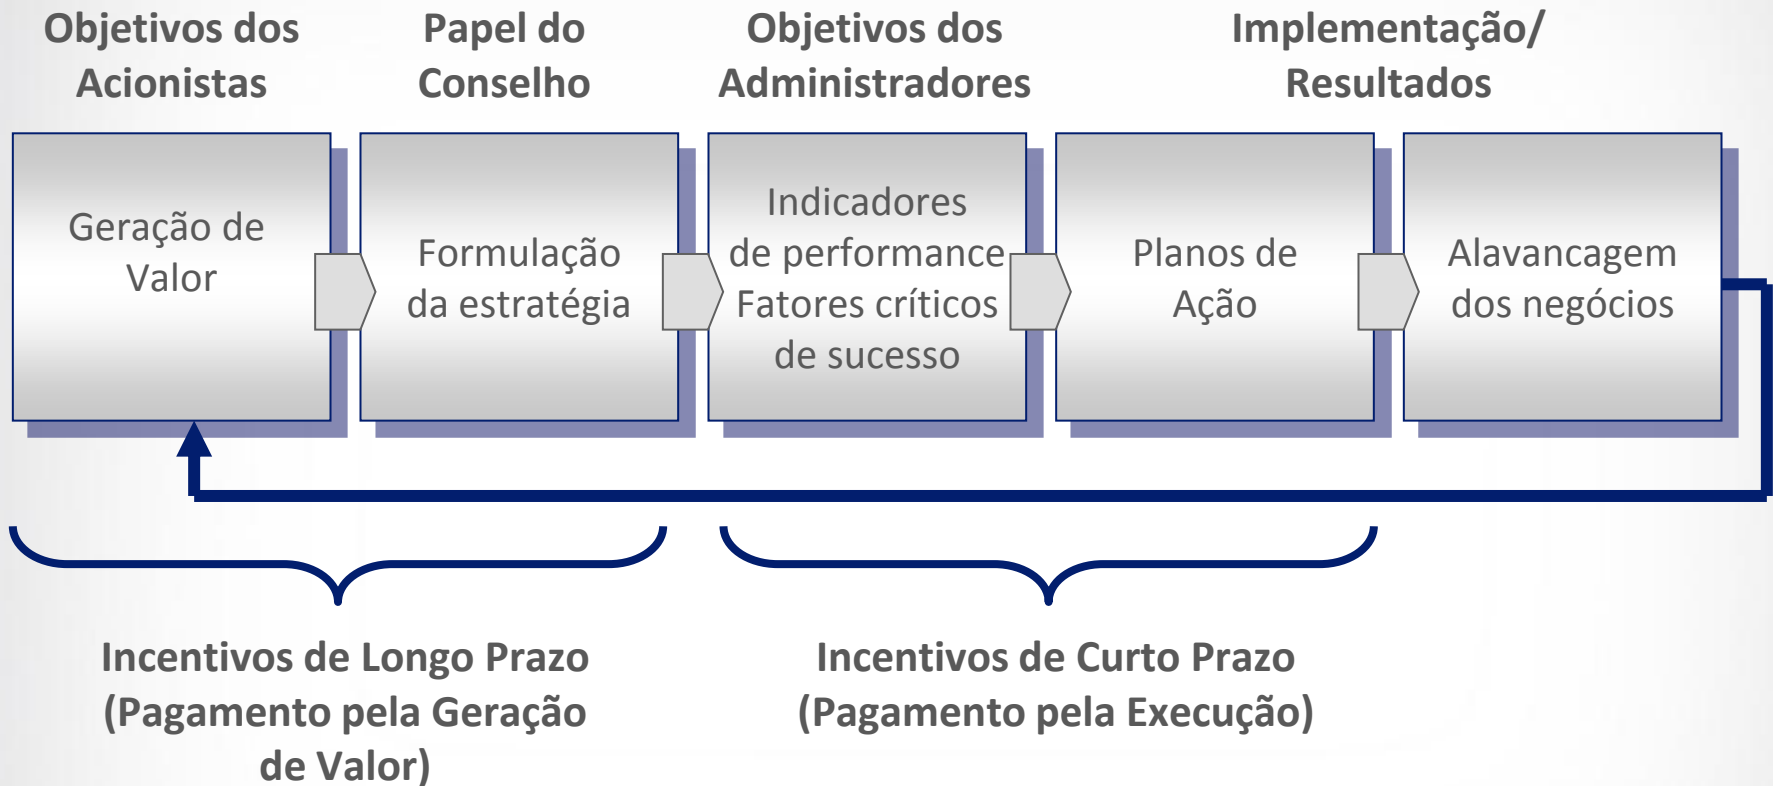 Objetivos dos
Acionistas
Papel do
Conselho
Objetivos dos
Administradores
Implementação/
Resultados
Geração de
Valor
Formulação
da estratégia
Indicadores
de performance
Fatores críticos
de sucesso
Planos de
Ação
Alavancagem
dos negócios
Incentivos de Longo Prazo
(Pagamento pela Geração
de Valor)
Incentivos de Curto Prazo
(Pagamento pela Execução)